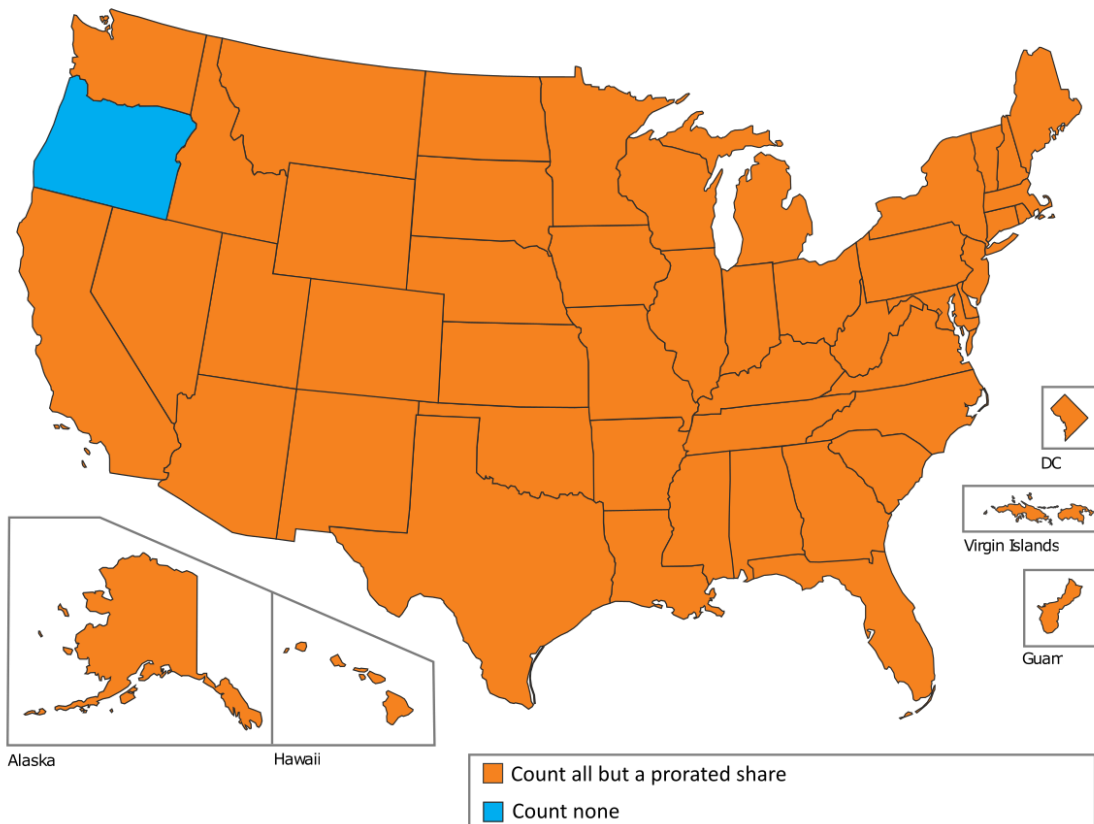 DC
Virgin Islands
Guam
Alaska
Hawaii
Count all but a prorated share
Count none